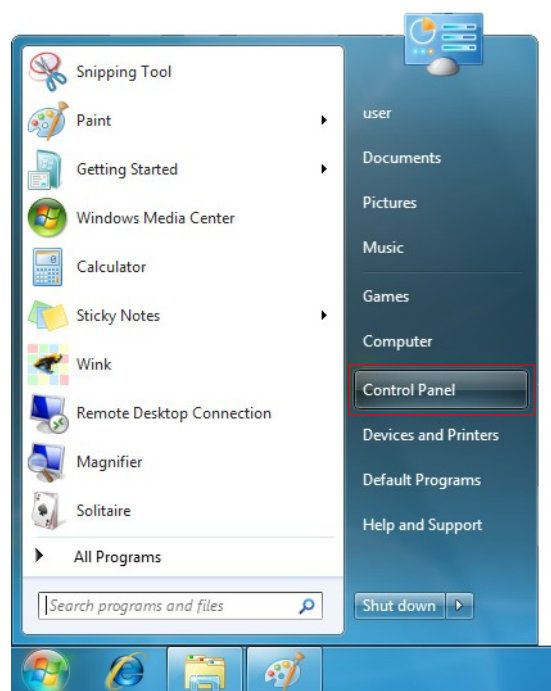 Snipping Tool
Paint
Getting Started
Windows Media Center
Calculator
Sticky Notes
Wink
Remote Desktop Connection
Magnifier
Solitaire
All Programs
Search programs and files
user
Documents
Pictures
Music
Games
Computer
Control Panel
Devices and Printers
Default Programs
Help and Support
Shut down